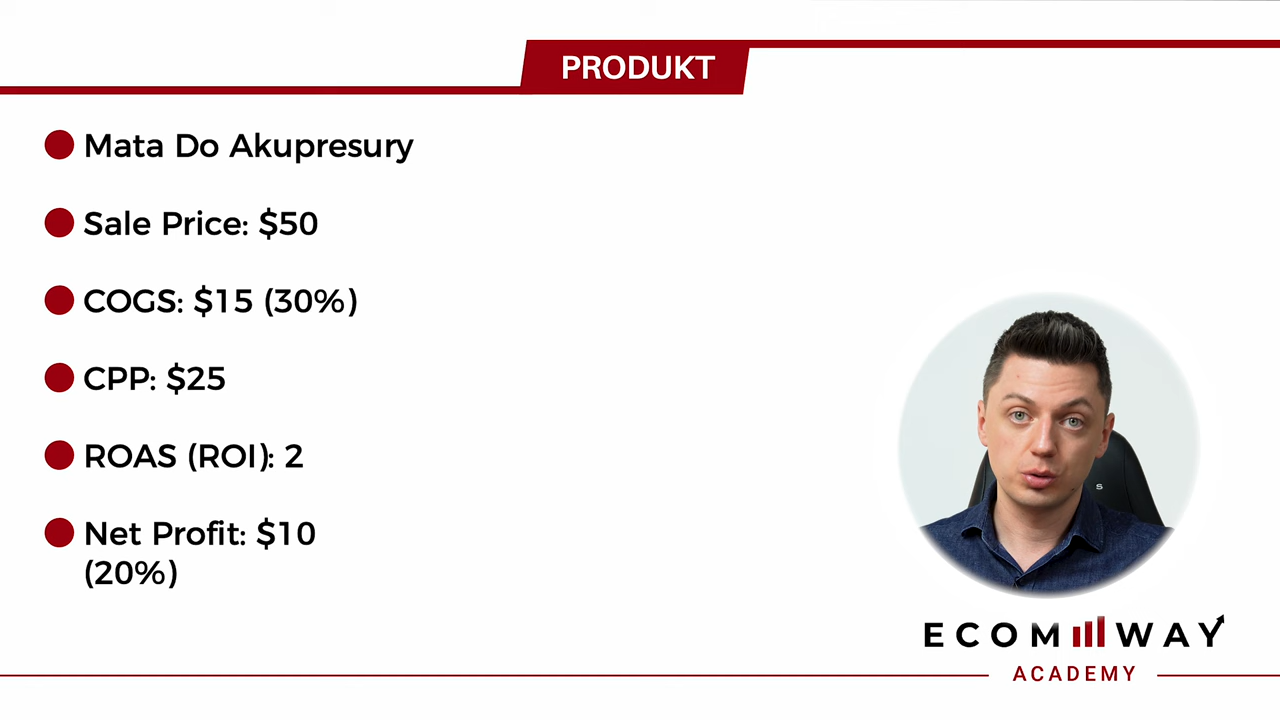 PRODUKT
Mata Do Akupresury
Sale Price: $50
COGS: $15 (30%)
CPP: $25
ROAS (ROI): 2
Net Profit: $10
(20%)
S
ECOM WAY
ACADEMY